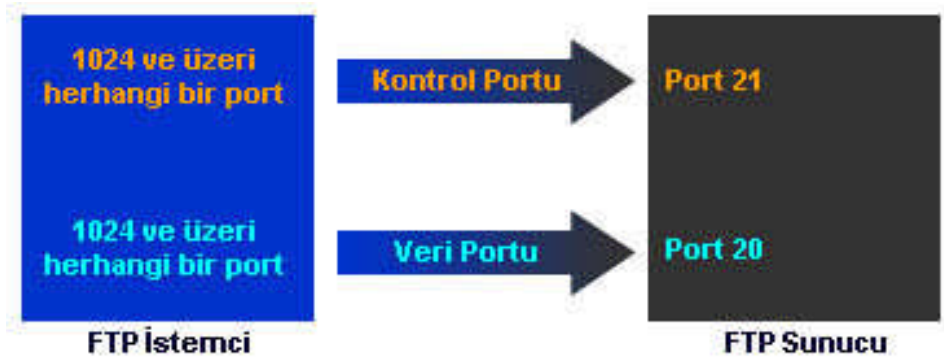 1024 ve üzeri
herhangi bir port
Kontrol Portu
Port 21
1024 ve üzeri
herhangi bir port
Veri Portu
Port 20
FTP İstemci
FTP Sunucu